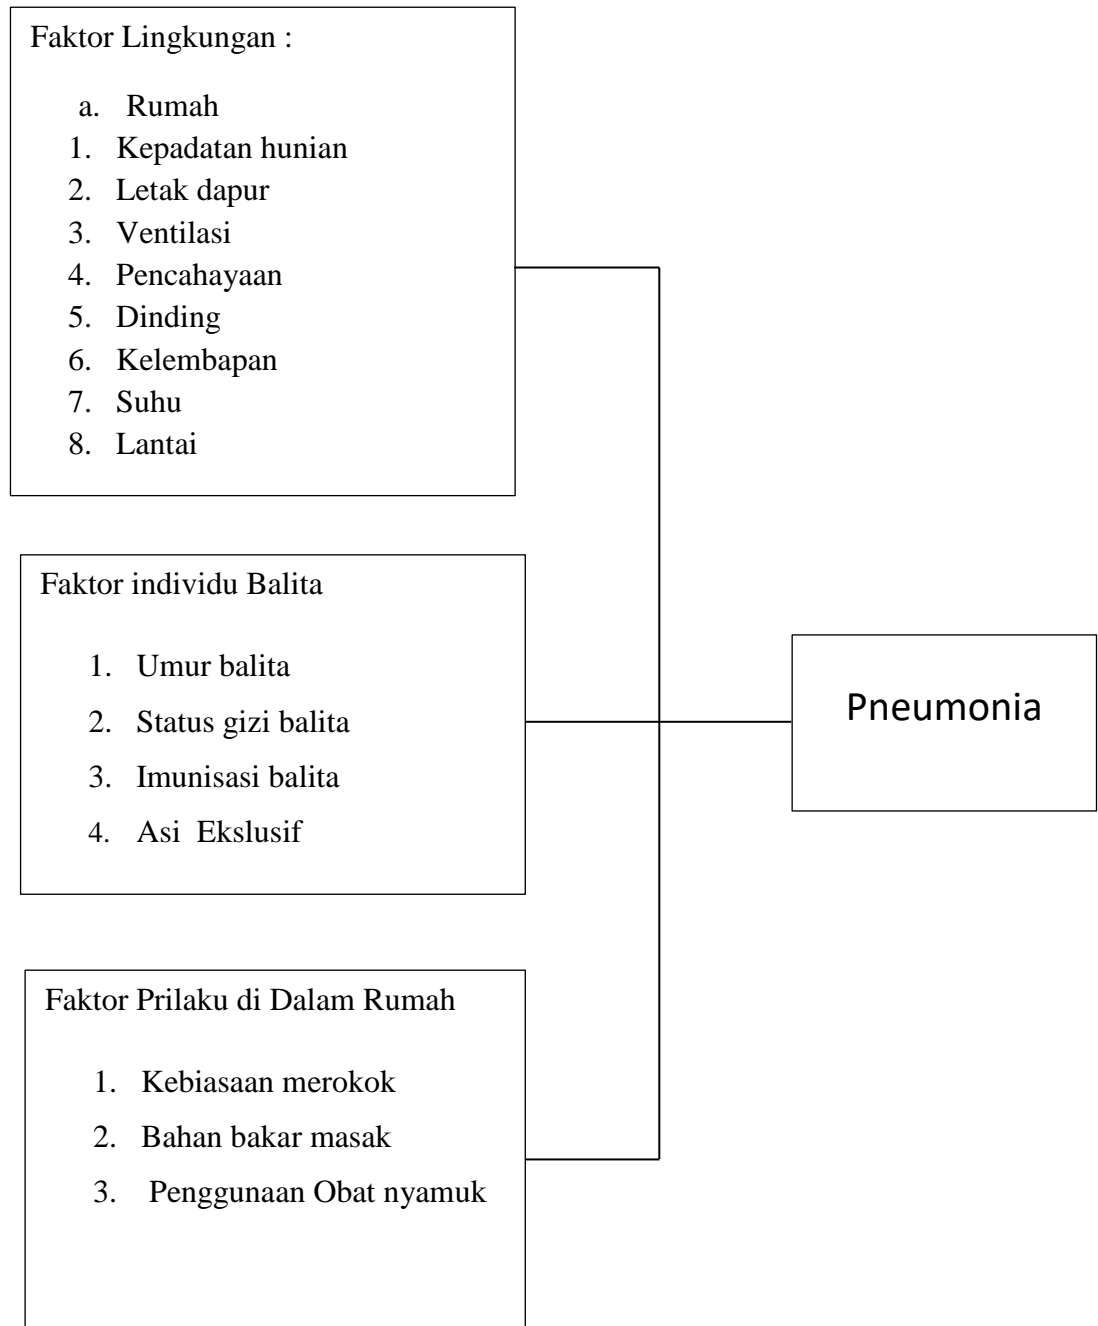 Faktor Lingkungan :
a. Rumah
1. Kepadatan hunian
2. Letak dapur
3. Ventilasi
4. Pencahayaan
5. Dinding
6. Kelembapan
7. Suhu
8. Lantai
Faktor individu Balita
1. Umur balita
2. Status gizi balita
3. Imunisasi balita
4. Asi Ekslusif
Pneumonia
Faktor Prilaku di Dalam Rumah
1. Kebiasaan merokok
2. Bahan bakar masak
3. Penggunaan Obat nyamuk